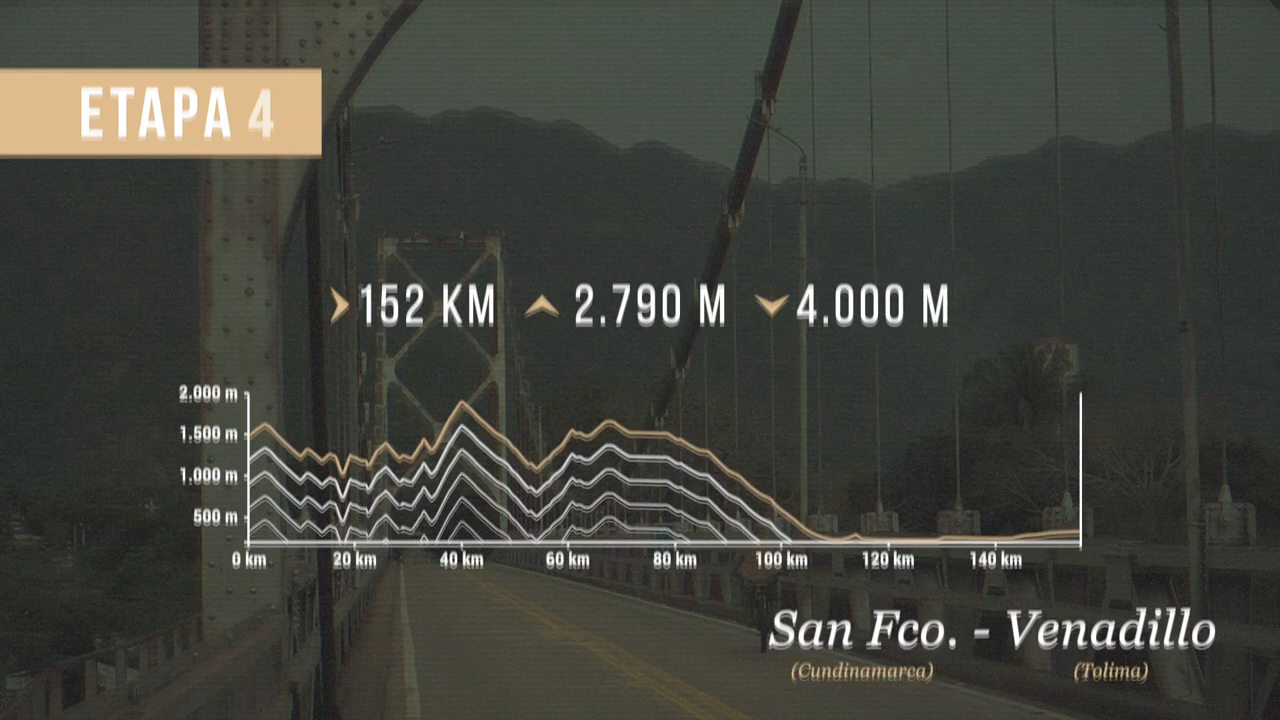 ETAPA 4
152 KM 2.790 M 4.000 M
2.000 m
1.500 m
1.000 m
500 m
0 km 20 km 40 km 60 km 80 km 100 km 120 km 140 km
San Fco. - Venadillo
(Cundinamarca) (Tolima)